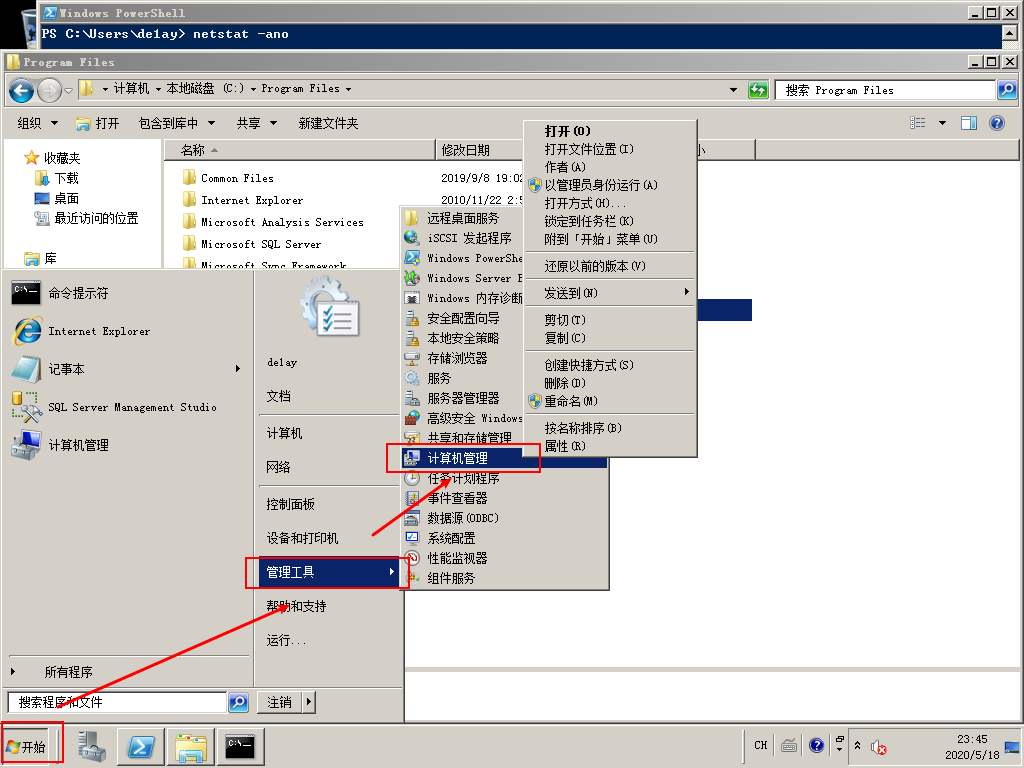 Windows PowerShell
PS C:\Users\de1ay> netstat -ano
Program Files
计算机 本地磁盘 (C:) Program Files
搜索 Program Files
组织 打开 包含到库中 共享 新建文件夹
名称 修改日期 小
收藏夹
下载
桌面
最近访问的位置
库
Common Files 2019/9/8 19:02
Internet Explorer 2010/11/22 2:5
Microsoft Analysis Services
Microsoft SQL Server
Microsoft Sync Framework
命令提示符
Internet Explorer
记事本
SQL Server Management Studio
计算机管理
所有程序
搜索程序和文件
de1ay
文档
计算机
网络
控制面板
设备和打印机
管理工具
帮助和支持
运行...
注销
远程桌面服务
iSCSI 发起程序
Windows PowerShe
Windows Server
Windows 内存诊断
安全配置向导
本地安全策略
存储浏览器
服务
服务器管理器
高级安全 Windows
共享和存储管理
计算机管理
任务计划程序
事件查看器
数据源(ODBC)
系统配置
性能监视器
组件服务
打开(O)
打开文件位置(I)
作者(A)
以管理员身份运行(A)
打开方式(H)...
锁定到任务栏(K)
附到「开始」菜单(U)
还原以前的版本(V)
发送到(N)
剪切(T)
复制(C)
创建快捷方式(S)
删除(D)
重命名(M)
按名称排序(B)
属性(R)
开始
CH
23:45
2020/5/18